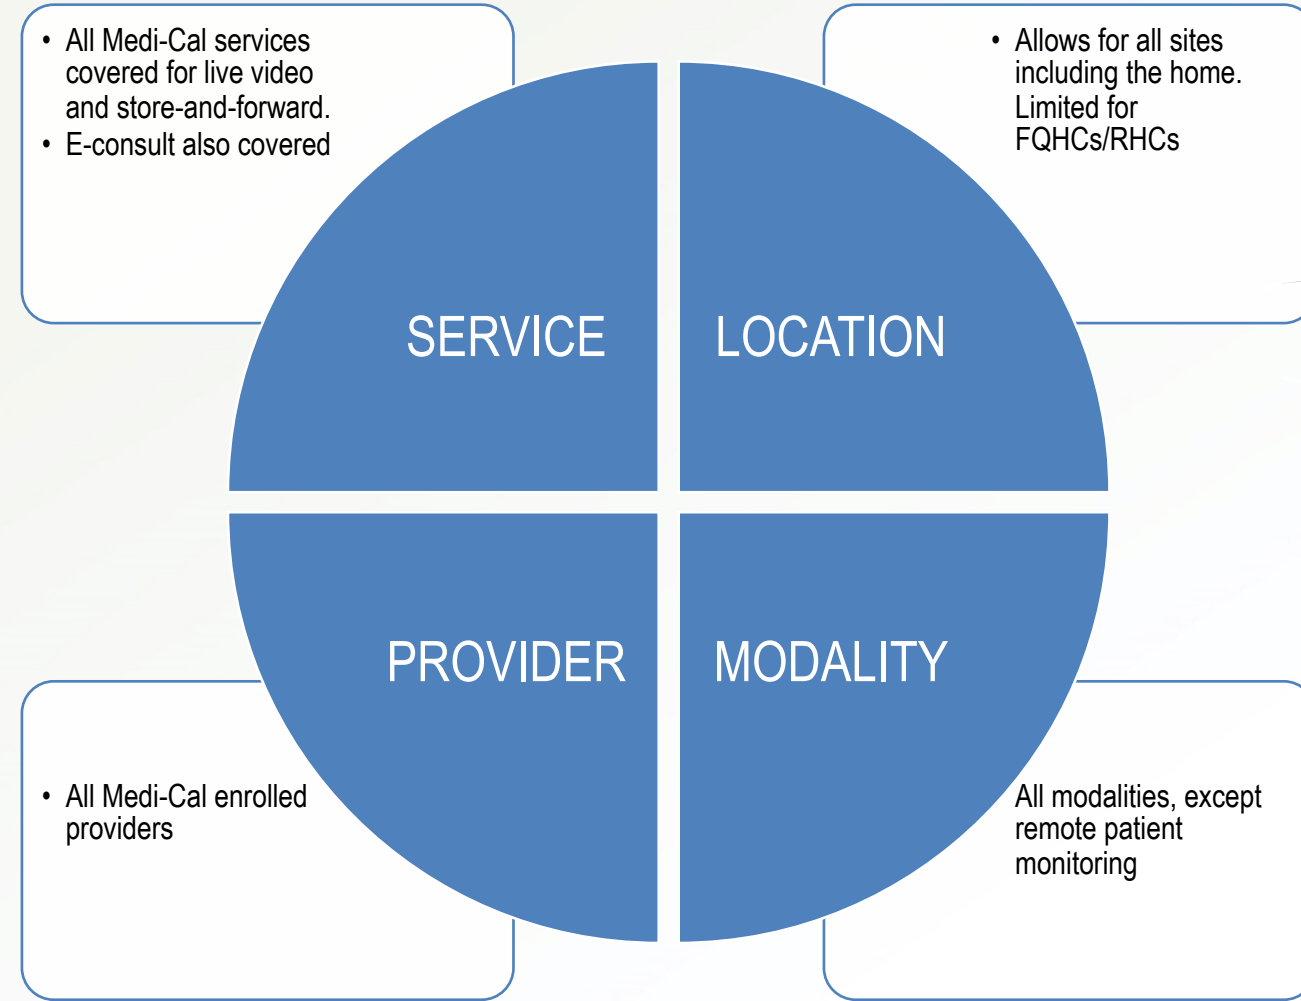 • All Medi-Cal services
covered for live video
and store-and-forward.
• E-consult also covered
• Allows for all sites
including the home.
Limited for
FQHCs/RHCs
SERVICE
LOCATION
PROVIDER
MODALITY
• All Medi-Cal enrolled
providers
All modalities, except
remote patient
monitoring